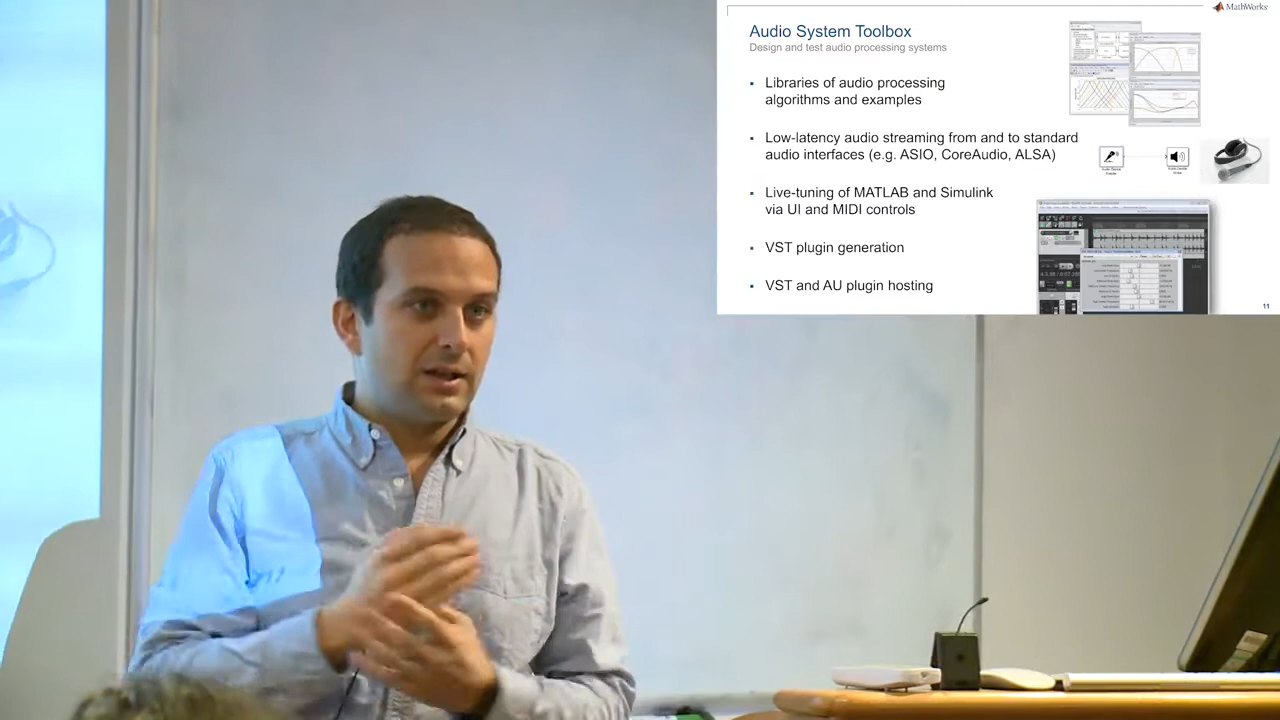 MathWorks
Audio System Toolbox
Design and test audio processing systems
Libraries of audio processing
algorithms and examples
Low-latency audio streaming from and to standard
audio interfaces (e.g. ASIO, CoreAudio, ALSA)
Live-tuning of MATLAB and Simulink
via UI and MIDI controls
VST plugin generation
VST and AU plugin hosting
11